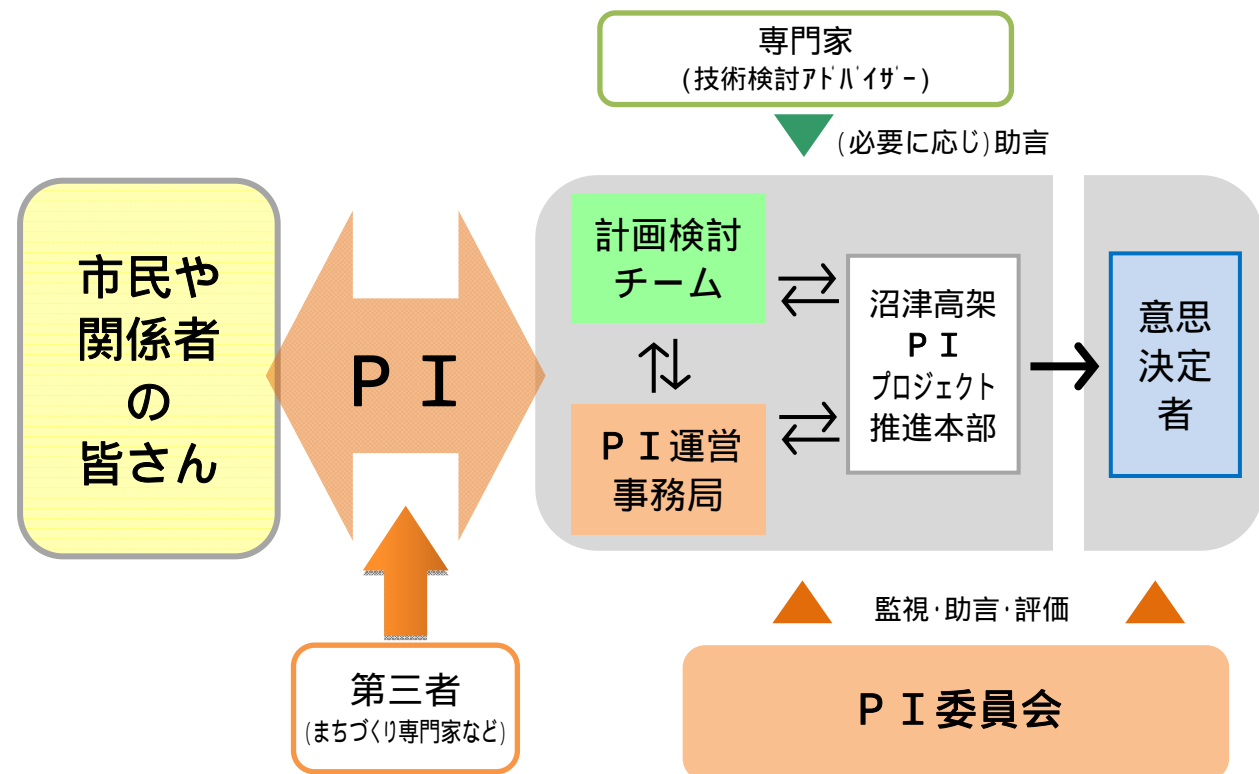 専門家
(技術検討ｱﾄﾞﾊﾞｲｻﾞｰ)
(必要に応じ)助言
市民や
関係者
の
皆さん
ＰＩ
計画検討
チーム
ＰＩ運営
事務局
沼津高架
ＰＩ
プロジェクト
推進本部
意思
決定
者
第三者
(まちづくり専門家など)
監視･助言･評価
ＰＩ委員会